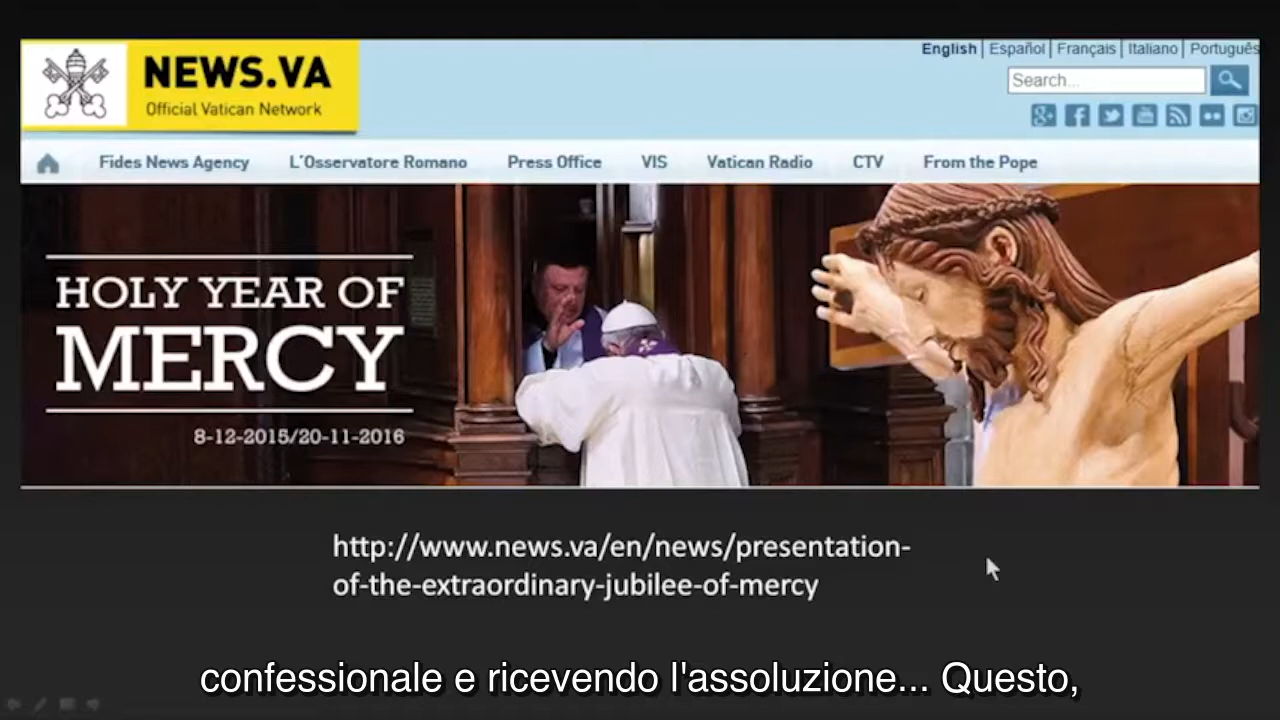 NEWS.VA
Official Vatican Network
English | Español | Français | Italiano | Português
Search...
Fides News Agency L'Osservatore Romano Press Office VIS Vatican Radio CTV From the Pope
HOLY YEAR OF
MERCY
8-12-2015/20-11-2016
http://www.news.va/en/news/presentation-
of-the-extraordinary-jubilee-of-mercy
confessionale e ricevendo l'assoluzione... Questo,